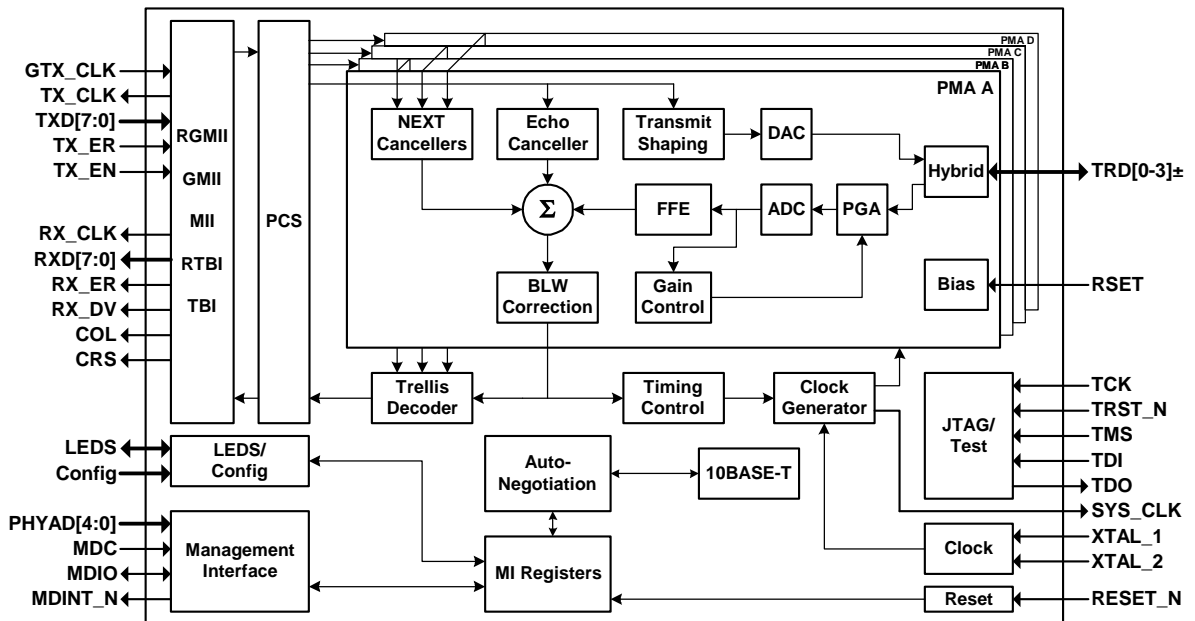 PMA D
PMA C
PMA B
PMA A
GTX_CLK
TX_CLK
TXD[7:0]
TX_ER
TX_EN
RX_CLK
RXD[7:0]
RX_ER
RX_DV
COL
CRS
RGMII
GMII
MII
RTBI
TBI
PCS
NEXT
Cancellers
Echo
Canceller
Transmit
Shaping
DAC
Hybrid
TRD[0-3]±
Σ
FFE
ADC
PGA
BLW
Correction
Gain
Control
Bias
RSET
Trellis
Decoder
Timing
Control
Clock
Generator
JTAG/
Test
TCK
TRST_N
TMS
TDI
TDO
SYS_CLK
LEDS
Config
LEDS/
Config
Auto-
Negotiation
10BASE-T
PHYAD[4:0]
MDC
MDIO
MDINT_N
Management
Interface
MI Registers
Clock
XTAL_1
XTAL_2
Reset
RESET_N